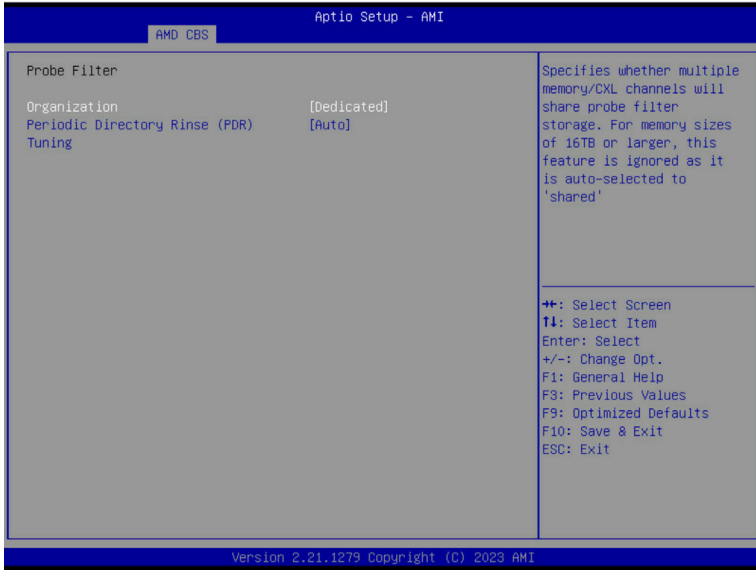 Aptio Setup - AMI
AMD CBS
Probe Filter
Organization [Dedicated]
Periodic Directory Rinse (PDR) [Auto]
Tuning
Specifies whether multiple
memory/CXL channels will
share probe filter
storage. For memory sizes
of 16TB or larger, this
feature is ignored as it
is auto-selected to
'shared'
→←: Select Screen
↑↓: Select Item
Enter: Select
+/-: Change Opt.
F1: General Help
F3: Previous Values
F9: Optimized Defaults
F10: Save & Exit
ESC: Exit
Version 2.21.1279 Copyright (C) 2023 AMI